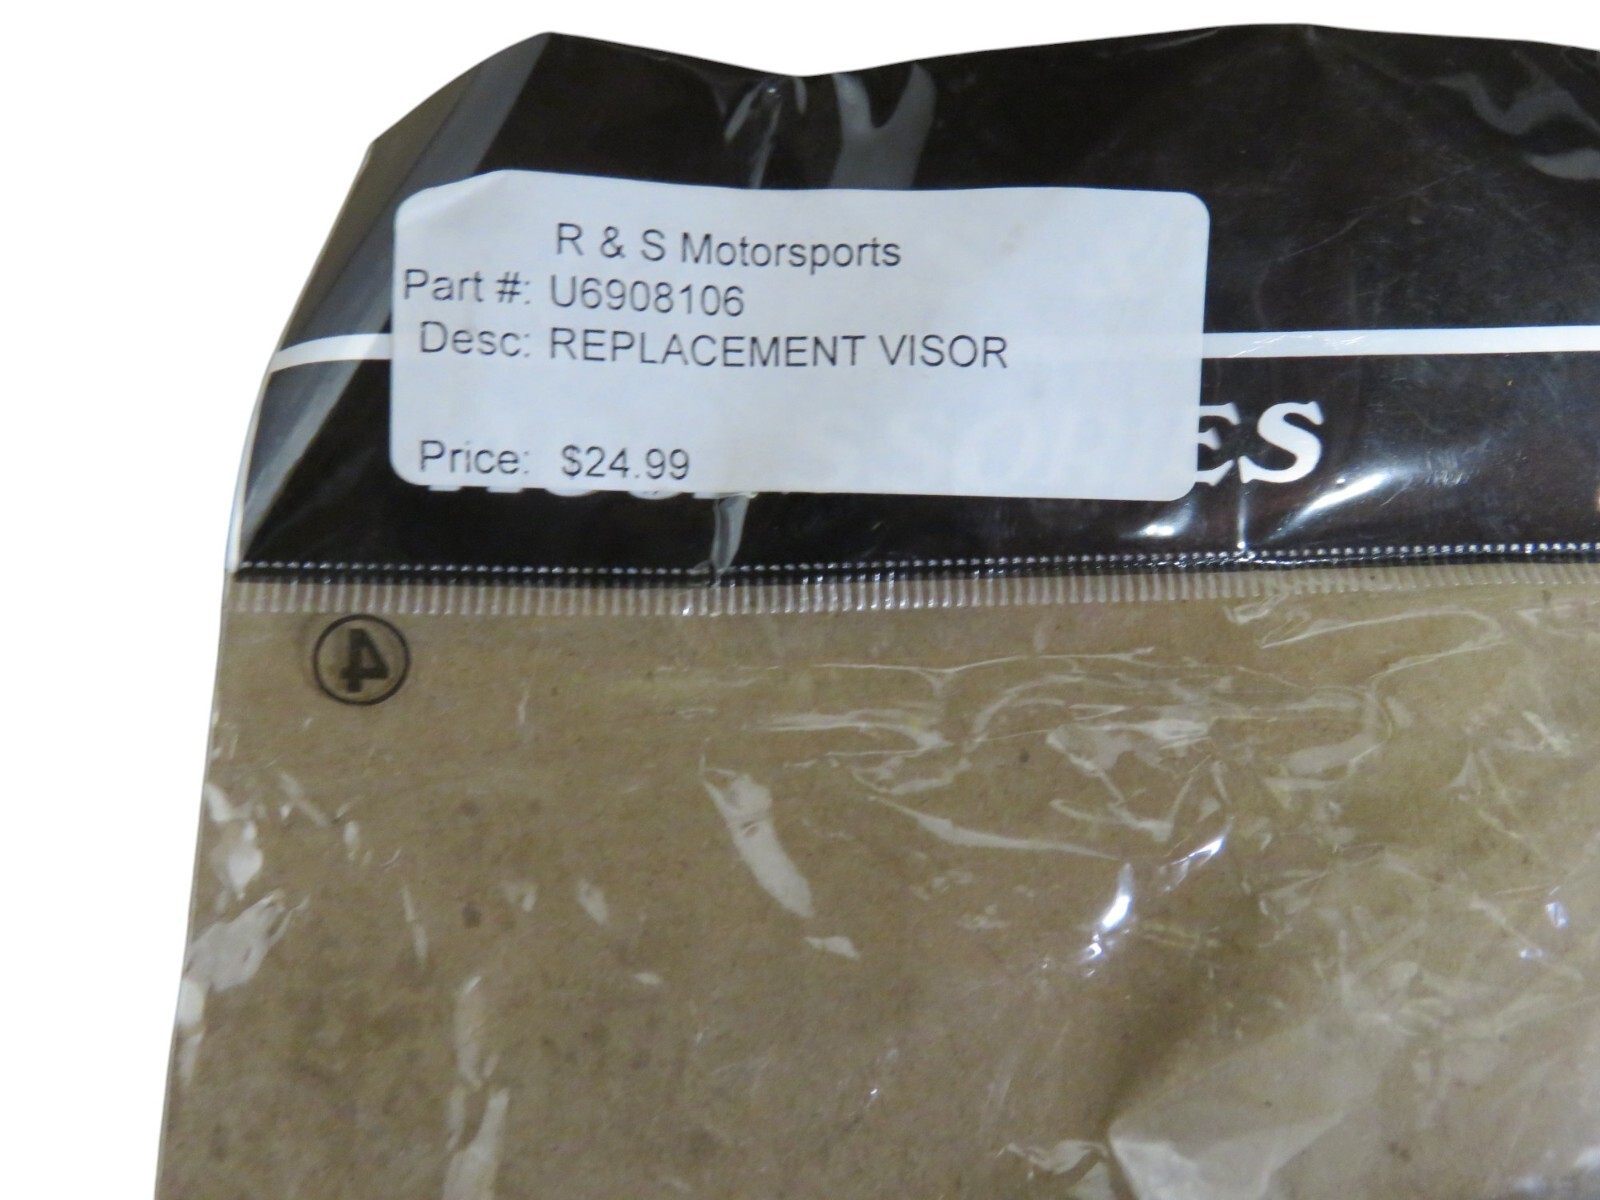 R & S Motorsports
Part #: U6908106
Desc: REPLACEMENT VISOR
Price: $24.99
4